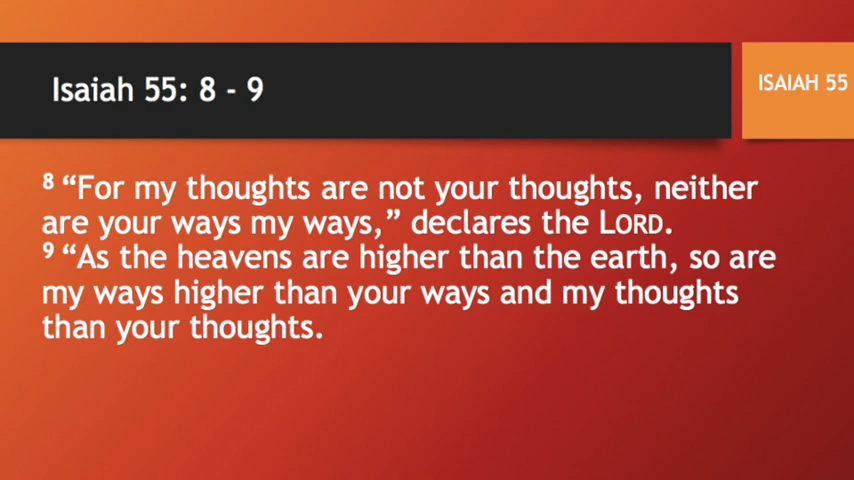 Isaiah 55: 8 - 9
ISAIAH 55
8 “For my thoughts are not your thoughts, neither
are your ways my ways,” declares the LORD.
9 “As the heavens are higher than the earth, so are
my ways higher than your ways and my thoughts
than your thoughts.